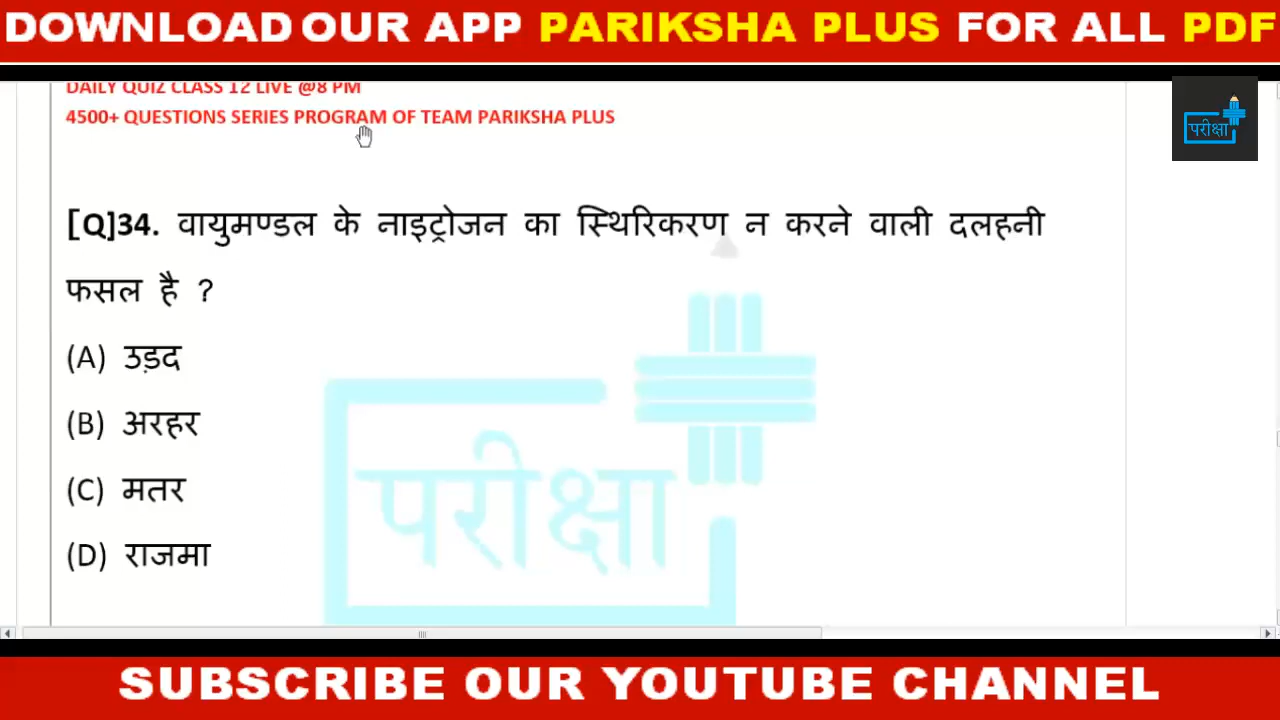 DOWNLOAD OUR APP PARIKSHA PLUS FOR ALL PDF
DAILY QUIZ CLASS 12 LIVE @8 PM
4500+ QUESTIONS SERIES PROGRAM OF TEAM PARIKSHA PLUS
परीक्षा
[Q]34. वायुमण्डल के नाइट्रोजन का स्थिरिकरण न करने वाली दलहनी
फसल है ?
(A) उड़द
(B) अरहर
(C) मतर
(D) राजमा
परीक्षा
SUBSCRIBE OUR YOUTUBE CHANNEL